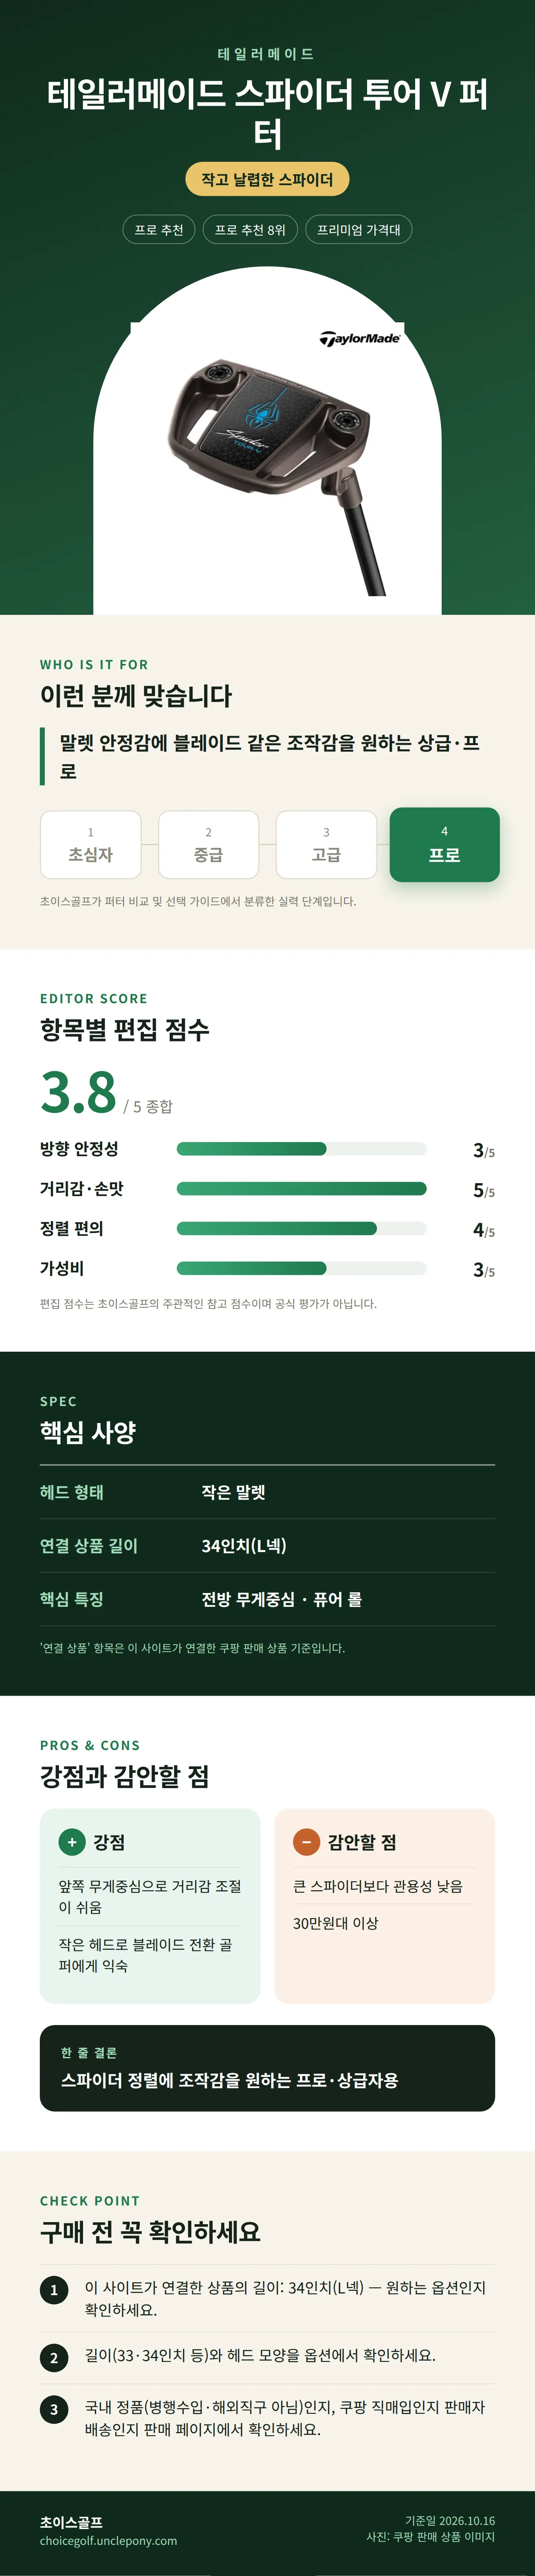 테일러메이드
테일러메이드 스파이더 투어 V 퍼
터
작고 날렵한 스파이더
프로 추천
프로 추천 8위
프리미엄 가격대
TaylorMade
Spider
TOUR V
WHO IS IT FOR
이런 분께 맞습니다
말렛 안정감에 블레이드 같은 조작감을 원하는 상급·프
로
1
초심자
2
중급
3
고급
4
프로
초이스골프가 퍼터 비교 및 선택 가이드에서 분류한 실력 단계입니다.
EDITOR SCORE
항목별 편집 점수
3.8 / 5 종합
방향 안정성 3/5
거리감·손맛 5/5
정렬 편의 4/5
가성비 3/5
편집 점수는 초이스골프의 주관적인 참고 점수이며 공식 평가가 아닙니다.
SPEC
핵심 사양
헤드 형태 작은 말렛
연결 상품 길이 34인치(L넥)
핵심 특징 전방 무게중심 · 퓨어 롤
'연결 상품' 항목은 이 사이트가 연결한 쿠팡 판매 상품 기준입니다.
PROS & CONS
강점과 감안할 점
+ 강점
앞쪽 무게중심으로 거리감 조절
이 쉬움
작은 헤드로 블레이드 전환 골
퍼에게 익숙
− 감안할 점
큰 스파이더보다 관용성 낮음
30만원대 이상
한 줄 결론
스파이더 정렬에 조작감을 원하는 프로·상급자용
CHECK POINT
구매 전 꼭 확인하세요
1 이 사이트가 연결한 상품의 길이: 34인치(L넥) — 원하는 옵션인지
확인하세요.
2 길이(33·34인치 등)와 헤드 모양을 옵션에서 확인하세요.
3 국내 정품(병행수입·해외직구 아님)인지, 쿠팡 직매입인지 판매자
배송인지 판매 페이지에서 확인하세요.
초이스골프
choicegolf.unclepony.com
기준일 2026.10.16
사진: 쿠팡 판매 상품 이미지